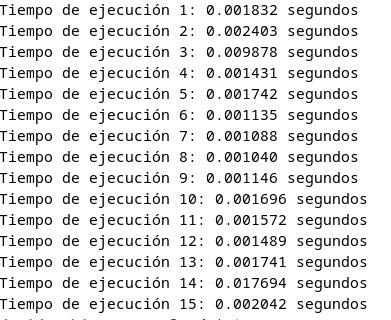 Tiempo de ejecución 1: 0.001832 segundos
Tiempo de ejecución 2: 0.002403 segundos
Tiempo de ejecución 3: 0.009878 segundos
Tiempo de ejecución 4: 0.001431 segundos
Tiempo de ejecución 5: 0.001742 segundos
Tiempo de ejecución 6: 0.001135 segundos
Tiempo de ejecución 7: 0.001088 segundos
Tiempo de ejecución 8: 0.001040 segundos
Tiempo de ejecución 9: 0.001146 segundos
Tiempo de ejecución 10: 0.001696 segundos
Tiempo de ejecución 11: 0.001572 segundos
Tiempo de ejecución 12: 0.001489 segundos
Tiempo de ejecución 13: 0.001741 segundos
Tiempo de ejecución 14: 0.017694 segundos
Tiempo de ejecución 15: 0.002042 segundos